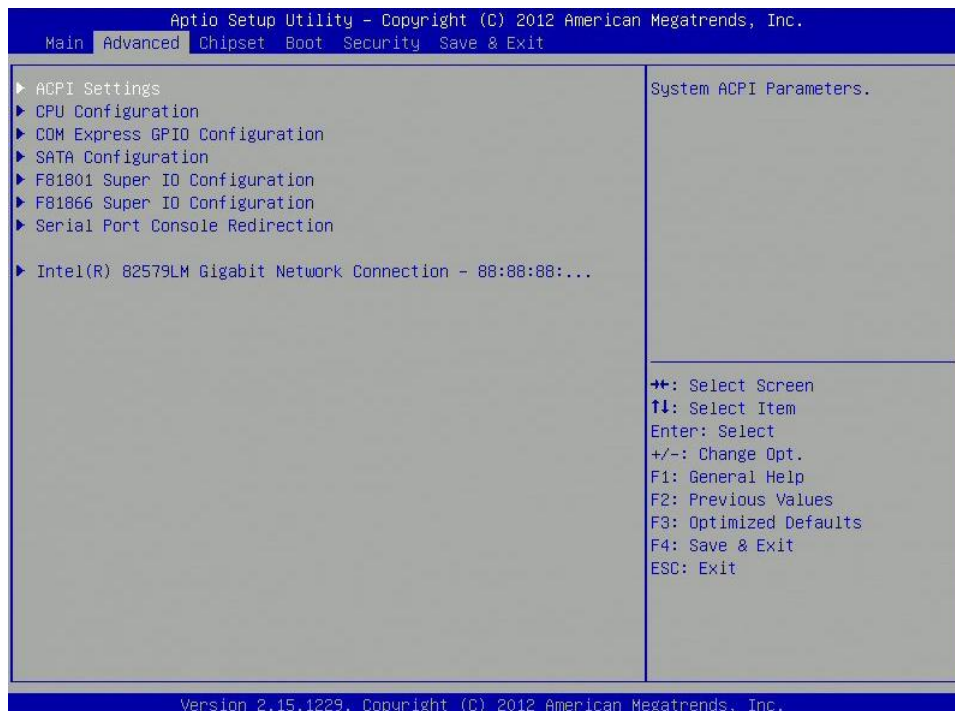 Aptio Setup Utility – Copyright (C) 2012 American Megatrends, Inc.
Main Advanced Chipset Boot Security Save & Exit
ACPI Settings
CPU Configuration
COM Express GPIO Configuration
SATA Configuration
F81801 Super IO Configuration
F81866 Super IO Configuration
Serial Port Console Redirection
Intel(R) 82579LM Gigabit Network Connection – 88:88:88:...
System ACPI Parameters.
→←: Select Screen
↑↓: Select Item
Enter: Select
+/-: Change Opt.
F1: General Help
F2: Previous Values
F3: Optimized Defaults
F4: Save & Exit
ESC: Exit
Version 2.15.1229. Copyright (C) 2012 American Megatrends, Inc.